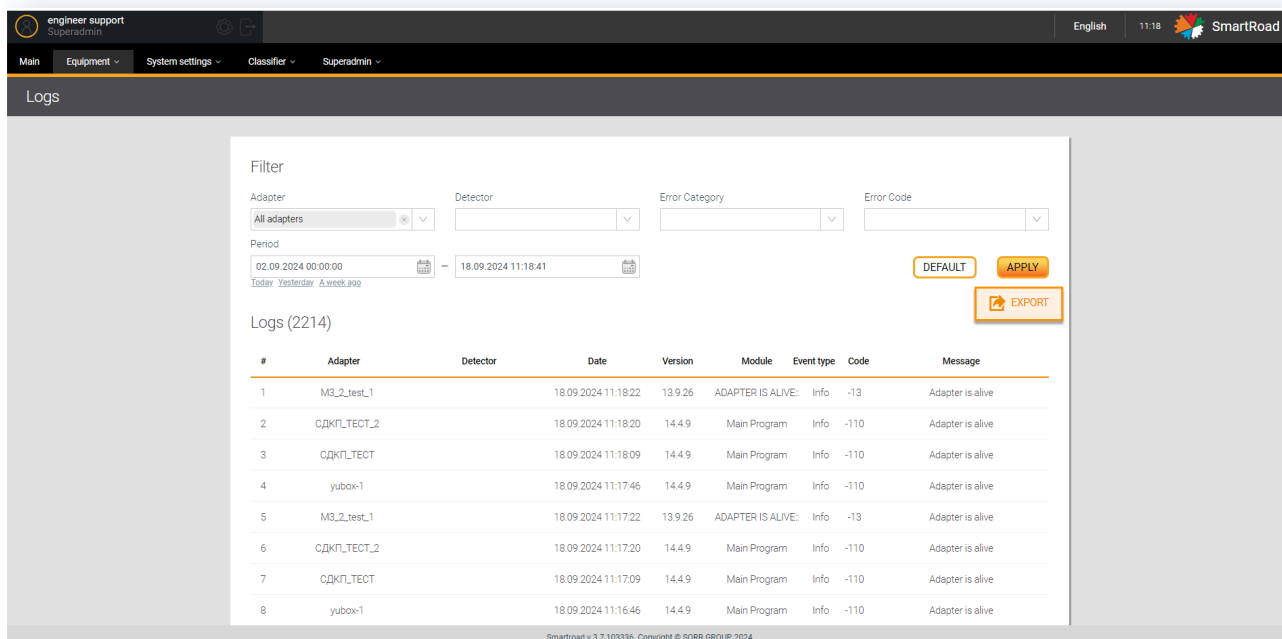 engineer support
Superadmin
English 11:18 SmartRoad
Main Equipment System settings Classifier Superadmin
Logs
Filter
Adapter Detector Error Category Error Code
All adapters
Period
02.09.2024 00:00:00 – 18.09.2024 11:18:41 DEFAULT APPLY
Today Yesterday A week ago
EXPORT
Logs (2214)
# Adapter Detector Date Version Module Event type Code Message
1 M3_2_test_1 18.09.2024 11:18:22 13.9.26 ADAPTER IS ALIVE:: Info -13 Adapter is alive
2 СДКП_ТЕСТ_2 18.09.2024 11:18:20 14.4.9 Main Program Info -110 Adapter is alive
3 СДКП_ТЕСТ 18.09.2024 11:18:09 14.4.9 Main Program Info -110 Adapter is alive
4 yubox-1 18.09.2024 11:17:46 14.4.9 Main Program Info -110 Adapter is alive
5 M3_2_test_1 18.09.2024 11:17:22 13.9.26 ADAPTER IS ALIVE:: Info -13 Adapter is alive
6 СДКП_ТЕСТ_2 18.09.2024 11:17:20 14.4.9 Main Program Info -110 Adapter is alive
7 СДКП_ТЕСТ 18.09.2024 11:17:09 14.4.9 Main Program Info -110 Adapter is alive
8 yubox-1 18.09.2024 11:16:46 14.4.9 Main Program Info -110 Adapter is alive
Smartroad v.3.7.103336. Copyright © SORB GROUP 2024